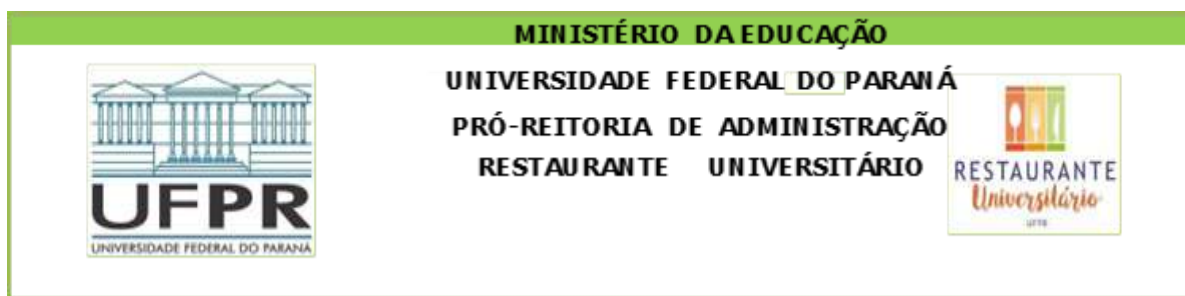 MINISTÉRIO DA EDUCAÇÃO
UNIVERSIDADE FEDERAL DO PARANÁ
PRÓ-REITORIA DE ADMINISTRAÇÃO
RESTAURANTE UNIVERSITÁRIO
UFPR
UNIVERSIDADE FEDERAL DO PARANÁ
RESTAURANTE
Universitário
UFPR